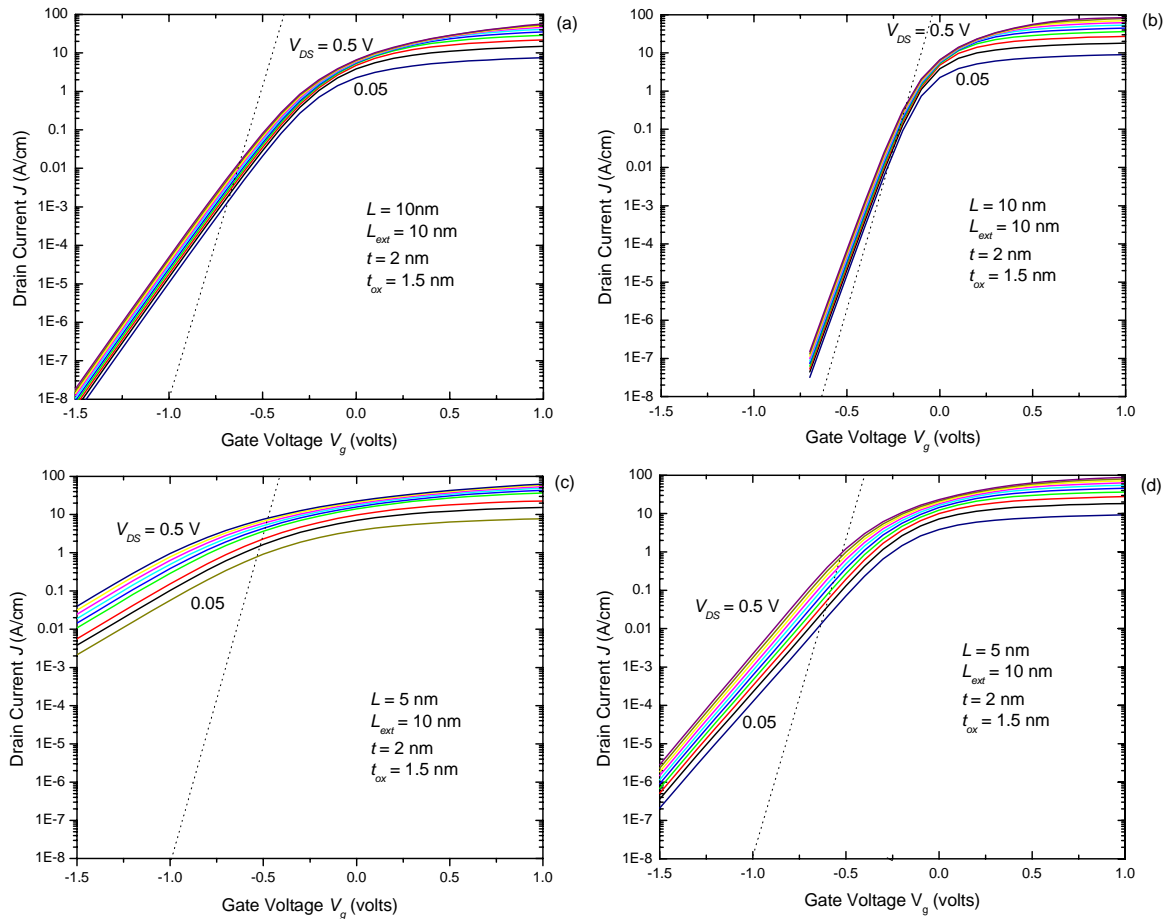 (a)
100
10
1
0.1
0.01
1E-3
1E-4
1E-5
1E-6
1E-7
1E-8
Drain Current J (A/cm)
V_DS = 0.5 V
0.05
L = 10nm
L_ext = 10 nm
t = 2 nm
t_ox = 1.5 nm
-1.5 -1.0 -0.5 0.0 0.5 1.0
Gate Voltage V_g (volts)
(b)
100
10
1
0.1
0.01
1E-3
1E-4
1E-5
1E-6
1E-7
1E-8
Drain Current J (A/cm)
V_DS = 0.5 V
0.05
L = 10 nm
L_ext = 10 nm
t = 2 nm
t_ox = 1.5 nm
-1.5 -1.0 -0.5 0.0 0.5 1.0
Gate Voltage V_g (volts)
(c)
100
10
1
0.1
0.01
1E-3
1E-4
1E-5
1E-6
1E-7
1E-8
Drain Current J (A/cm)
V_DS = 0.5 V
0.05
L = 5 nm
L_ext = 10 nm
t = 2 nm
t_ox = 1.5 nm
-1.5 -1.0 -0.5 0.0 0.5 1.0
Gate Voltage V_g (volts)
(d)
100
10
1
0.1
0.01
1E-3
1E-4
1E-5
1E-6
1E-7
1E-8
Drain Current J (A/cm)
V_DS = 0.5 V
0.05
L = 5 nm
L_ext = 10 nm
t = 2 nm
t_ox = 1.5 nm
-1.5 -1.0 -0.5 0.0 0.5 1.0
Gate Voltage V_g (volts)